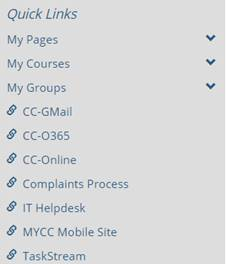 Quick Links
My Pages
My Courses
My Groups
CC-GMail
CC-O365
CC-Online
Complaints Process
IT Helpdesk
MYCC Mobile Site
TaskStream